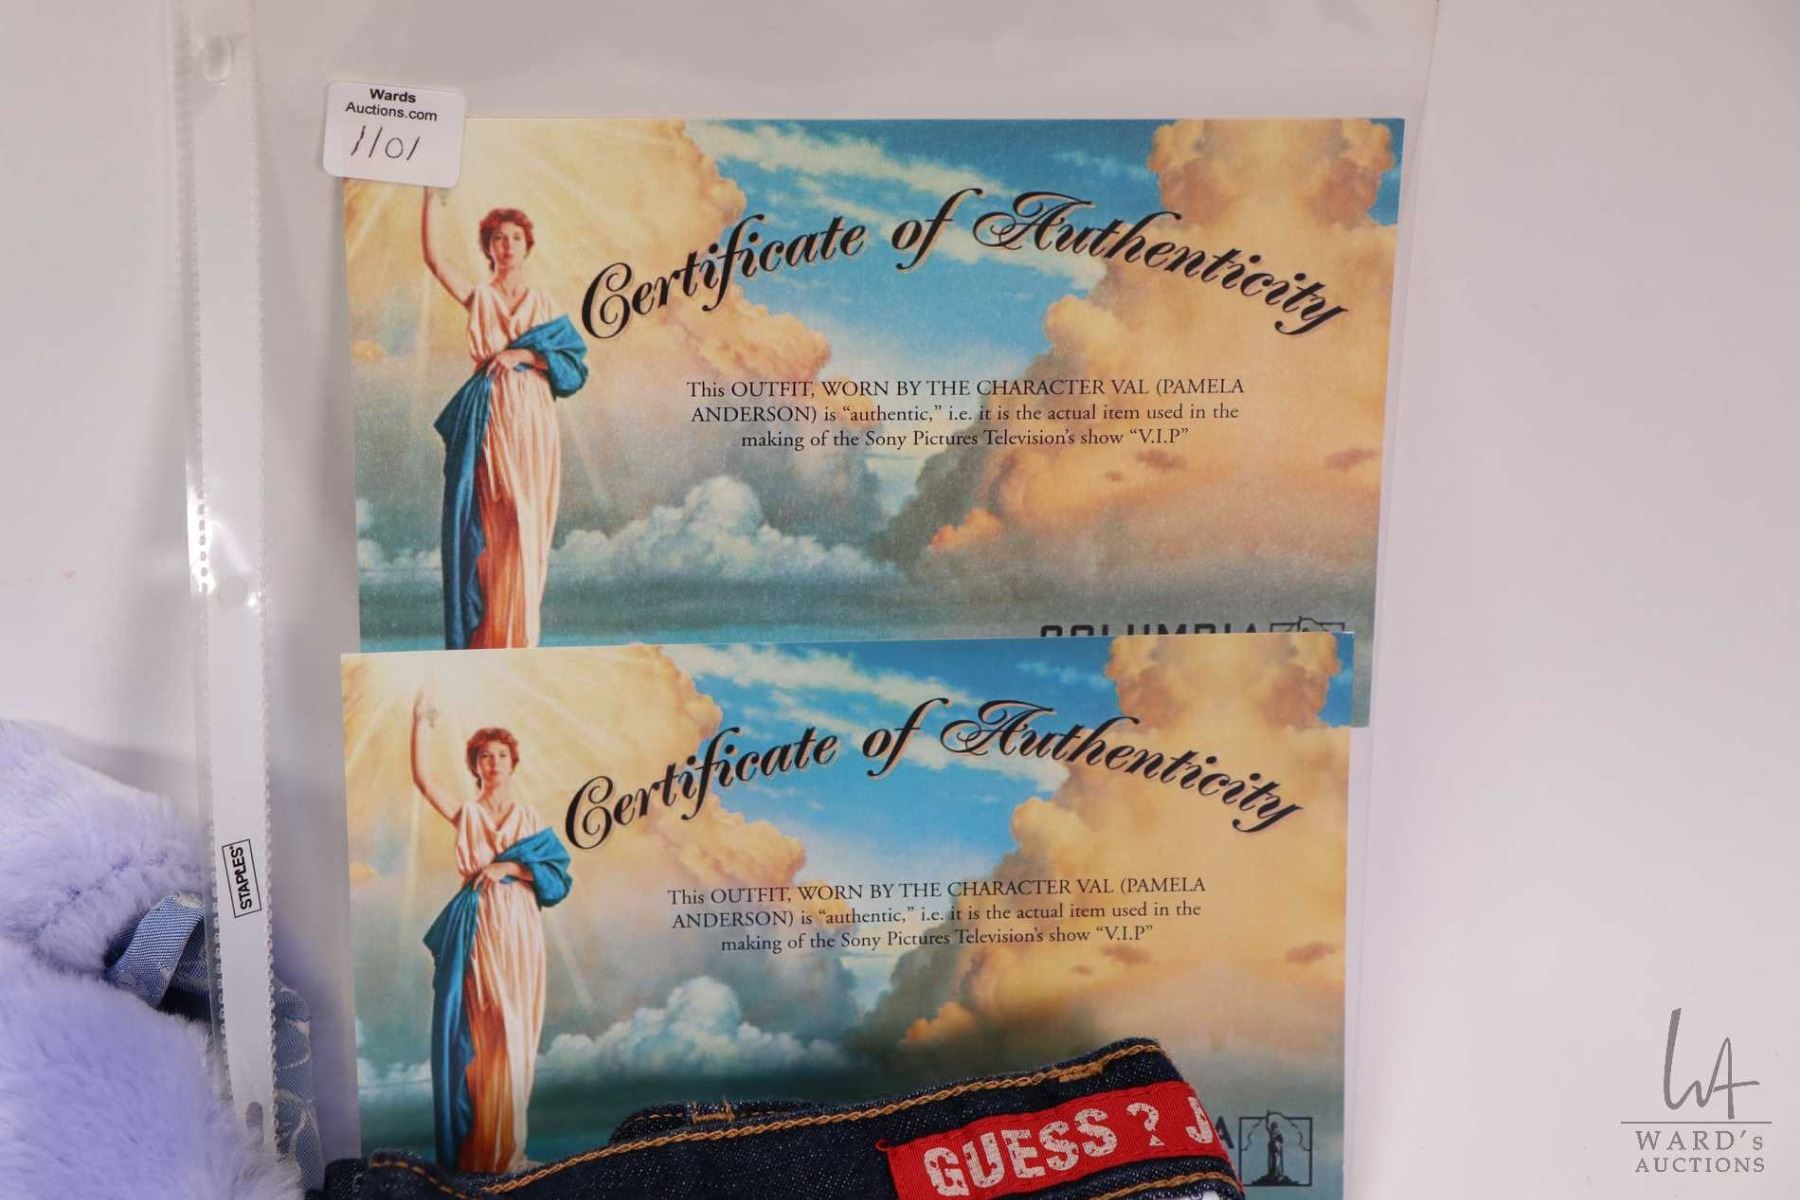 Wards
Auctions.com
1101
Certificate of Authenticity
This OUTFIT, WORN BY THE CHARACTER VAL (PAMELA
ANDERSON) is “authentic,” i.e. it is the actual item used in the
making of the Sony Pictures Television's show “V.I.P”
COLUMBIA
Certificate of Authenticity
This OUTFIT, WORN BY THE CHARACTER VAL (PAMELA
ANDERSON) is “authentic,” i.e. it is the actual item used in the
making of the Sony Pictures Television's show “V.I.P”
STAPLES
GUESS ? J
A
WA
WARD's
AUCTIONS